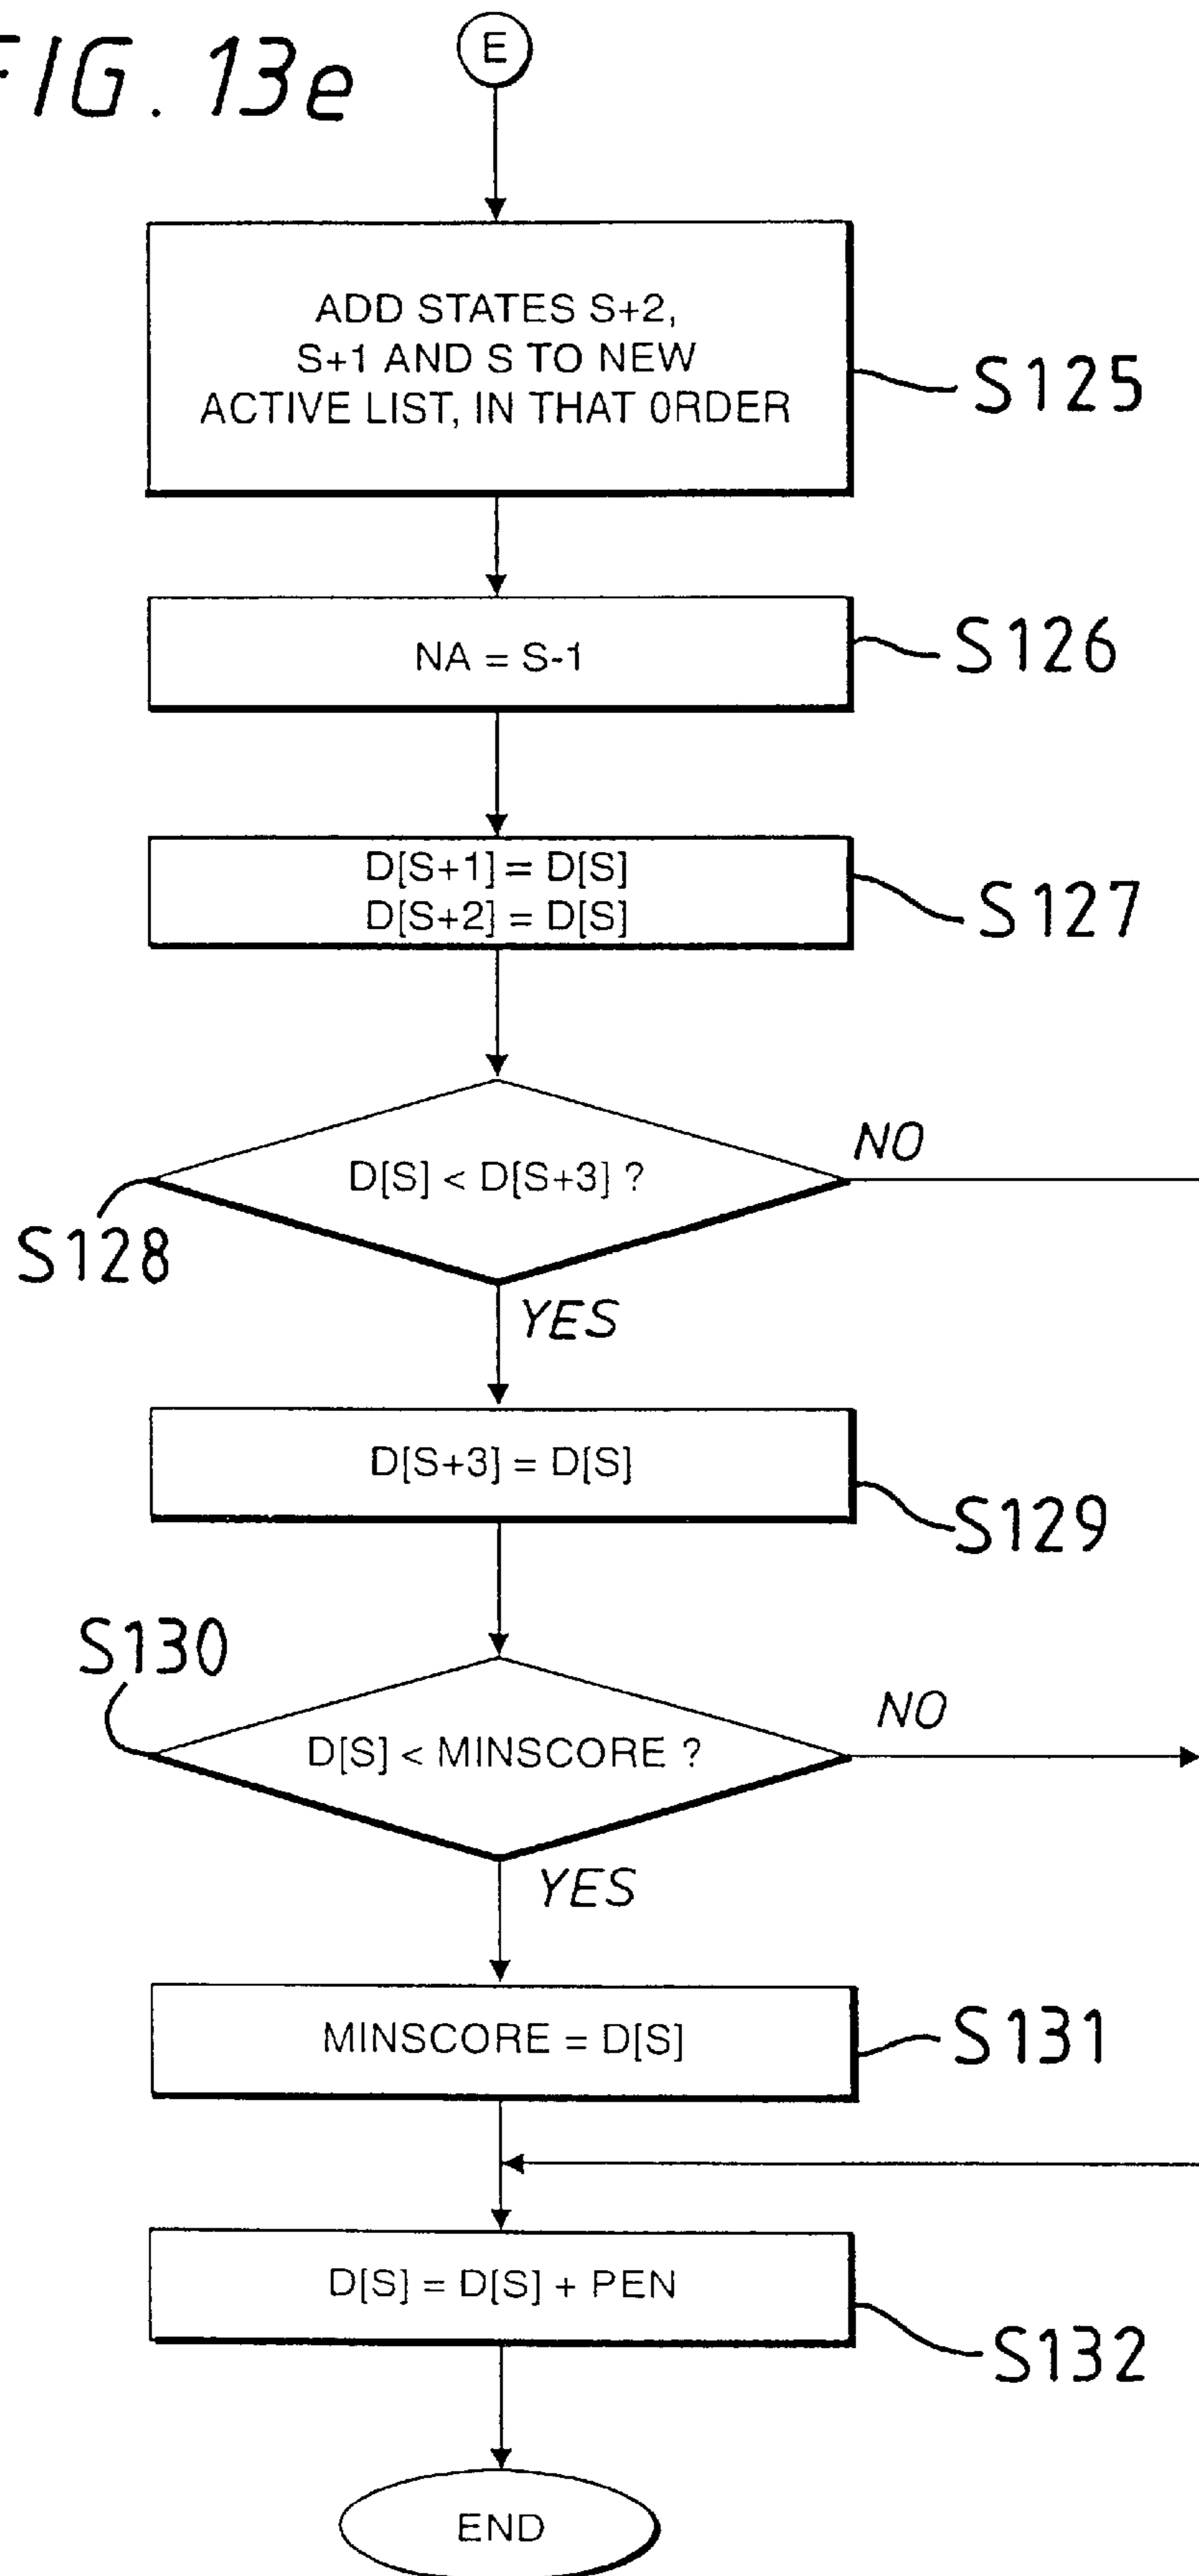 FIG. 13e
E
ADD STATES S+2,
S+1 AND S TO NEW
ACTIVE LIST, IN THAT 0RDER
S125
NA = S-1
S126
D[S+1] = D[S]
D[S+2] = D[S]
S127
D[S] < D[S+3] ?
NO
S128
YES
D[S+3] = D[S]
S129
S130
D[S] < MINSCORE ?
NO
YES
MINSCORE = D[S]
S131
D[S] = D[S] + PEN
S132
END